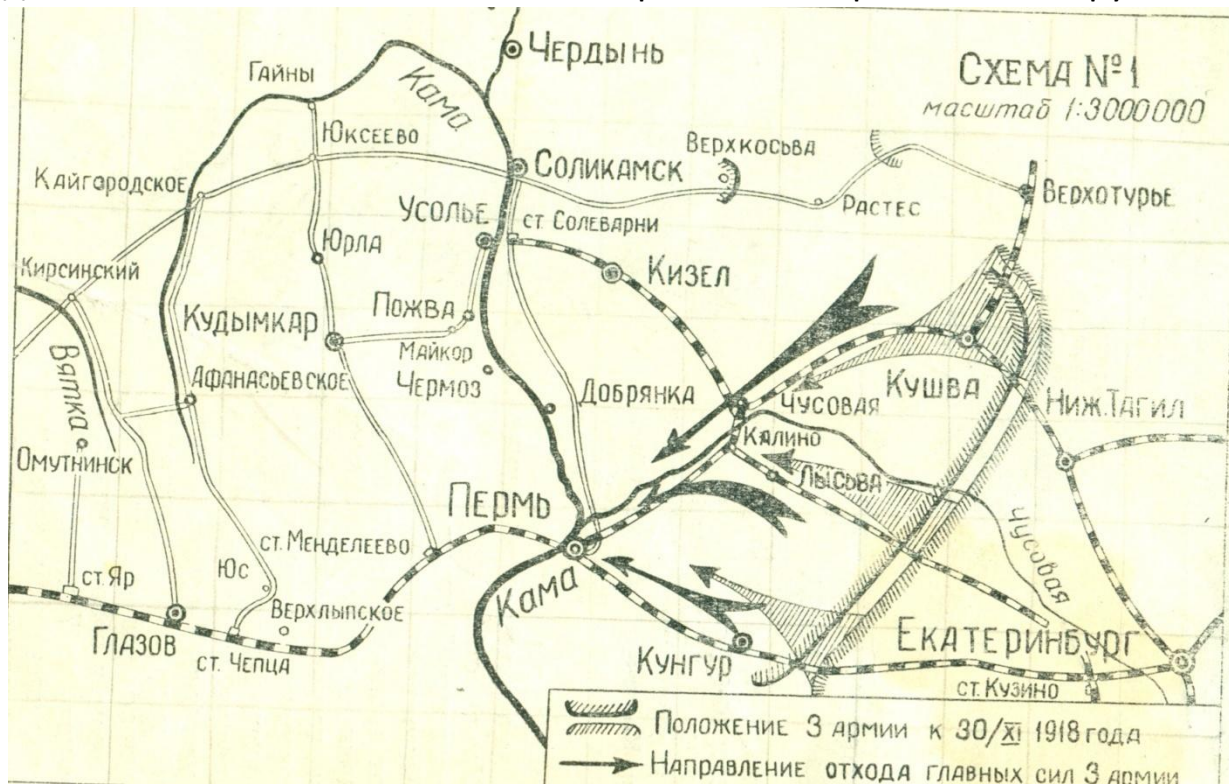 Чердынь
СХЕМА №1
масштаб 1:3000000
Гайны
Кама
Юксеево
Верхкосьва
Кайгородское
Соликамск
Верхотурье
Растес
Усолье
ст. Солеварни
Юрла
Кирсинский
Кизел
Пожва
Кудымкар
Майкор
Чермоз
Афанасьевское
Вятка
Добрянка
Чусовая
Кушва
Ниж. Тагил
Калино
Омутнинск
Лысьва
Пермь
ст. Менделеево
Чусовая
ст. Яр
Юс
Верхлыпское
Кама
Глазов
ст. Чепца
Кунгур
Екатеринбург
ст. Кузино
Положение 3 армии к 30/XI 1918 года
Направление отхода главных сил 3 армии